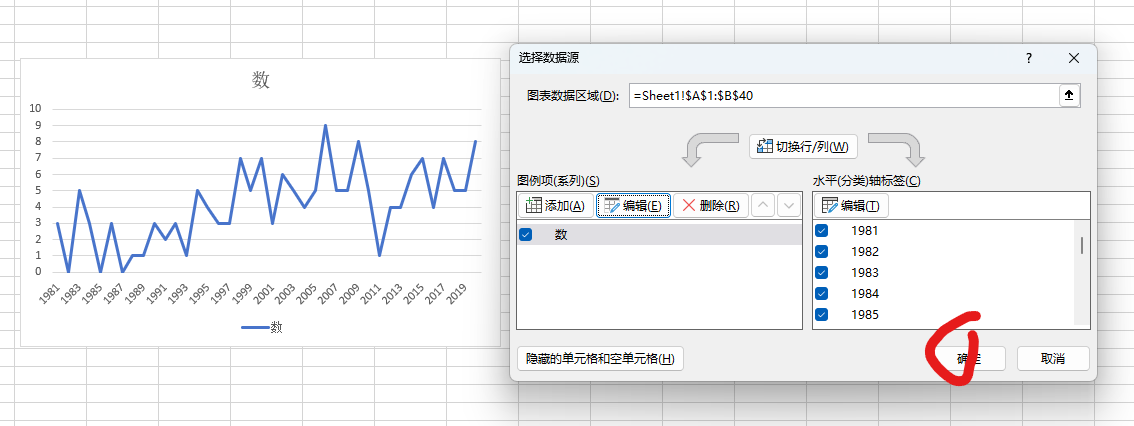 数
10
9
8
7
6
5
4
3
2
1
0
1981
1983
1985
1987
1989
1991
1993
1995
1997
1999
2001
2003
2005
2007
2009
2011
2013
2015
2017
2019
数
选择数据源
?
图表数据区域(D):
=Sheet1!$A$1:$B$40
切换行/列(W)
图例项(系列)(S)
添加(A)
编辑(E)
删除(R)
数
水平(分类)轴标签(C)
编辑(T)
1981
1982
1983
1984
1985
隐藏的单元格和空单元格(H)
确定
取消